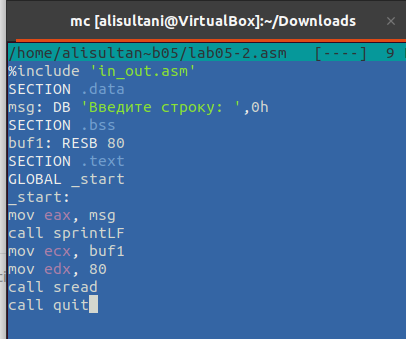 mc [alisultani@VirtualBox]:~/Downloads
/home/alisultan~b05/lab05-2.asm [----] 9
%include 'in_out.asm'
SECTION .data
msg: DB 'Введите строку: ',0h
SECTION .bss
buf1: RESB 80
SECTION .text
GLOBAL _start
_start:
mov eax, msg
call sprintLF
mov ecx, buf1
mov edx, 80
call sread
call quit